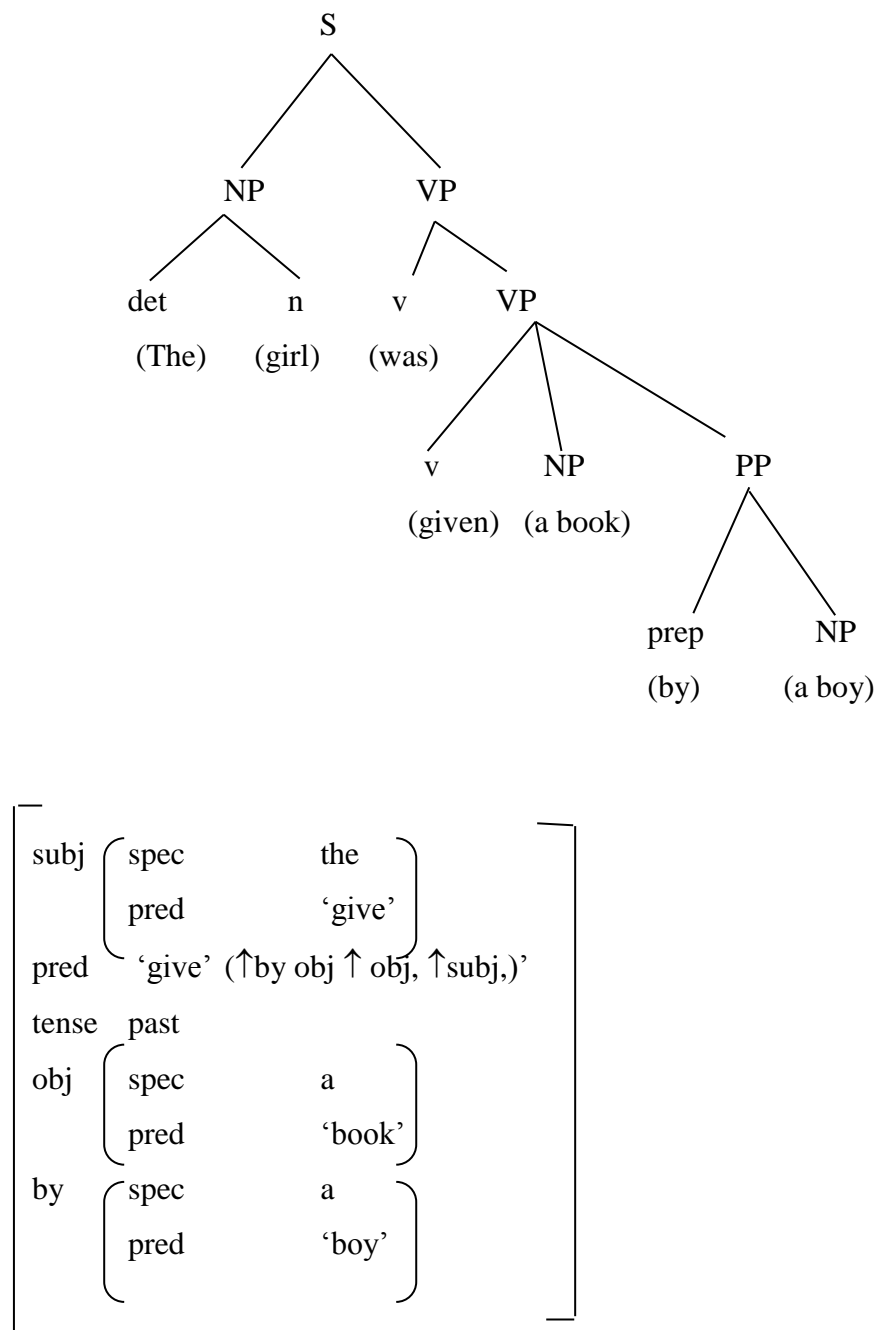 S
NP VP
det n v VP
(The) (girl) (was)
v NP PP
(given) (a book)
prep NP
(by) (a boy)
subj spec the
pred ‘give’
pred ‘give’ (↑by obj ↑ obj, ↑subj,)’
tense past
obj spec a
pred ‘book’
by spec a
pred ‘boy’